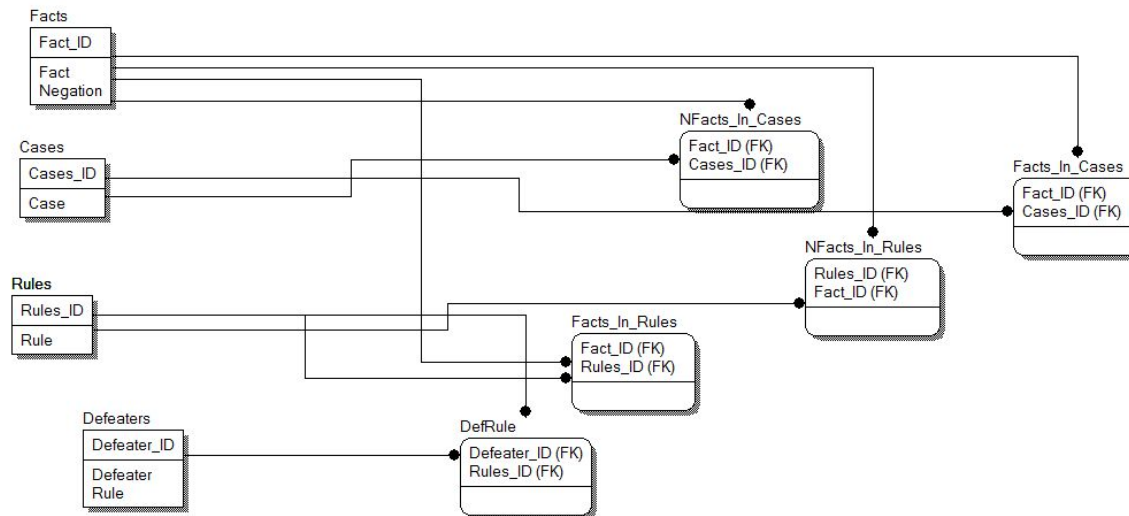 Facts
Fact_ID
Fact
Negation
Cases
Cases_ID
Case
Rules
Rules_ID
Rule
Defeaters
Defeater_ID
Defeater
Rule
NFacts_In_Cases
Fact_ID (FK)
Cases_ID (FK)
Facts_In_Cases
Fact_ID (FK)
Cases_ID (FK)
NFacts_In_Rules
Rules_ID (FK)
Fact_ID (FK)
Facts_In_Rules
Fact_ID (FK)
Rules_ID (FK)
DefRule
Defeater_ID (FK)
Rules_ID (FK)